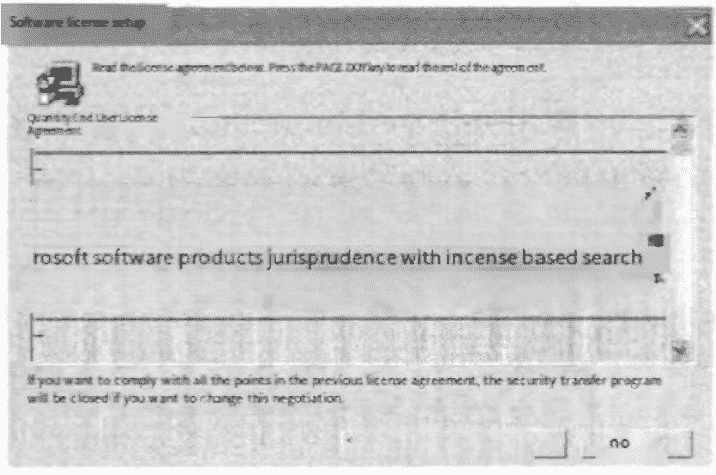 Software license setup
Read the license agreement below. Press the PAGE DOT key to read the rest of the agreement.
Quantity End User License
Agreement
rosoft software products jurisprudence with incense based search
If you want to comply with all the points in the previous license agreement, the security transfer program
will be closed if you want to change this negotiation.
no